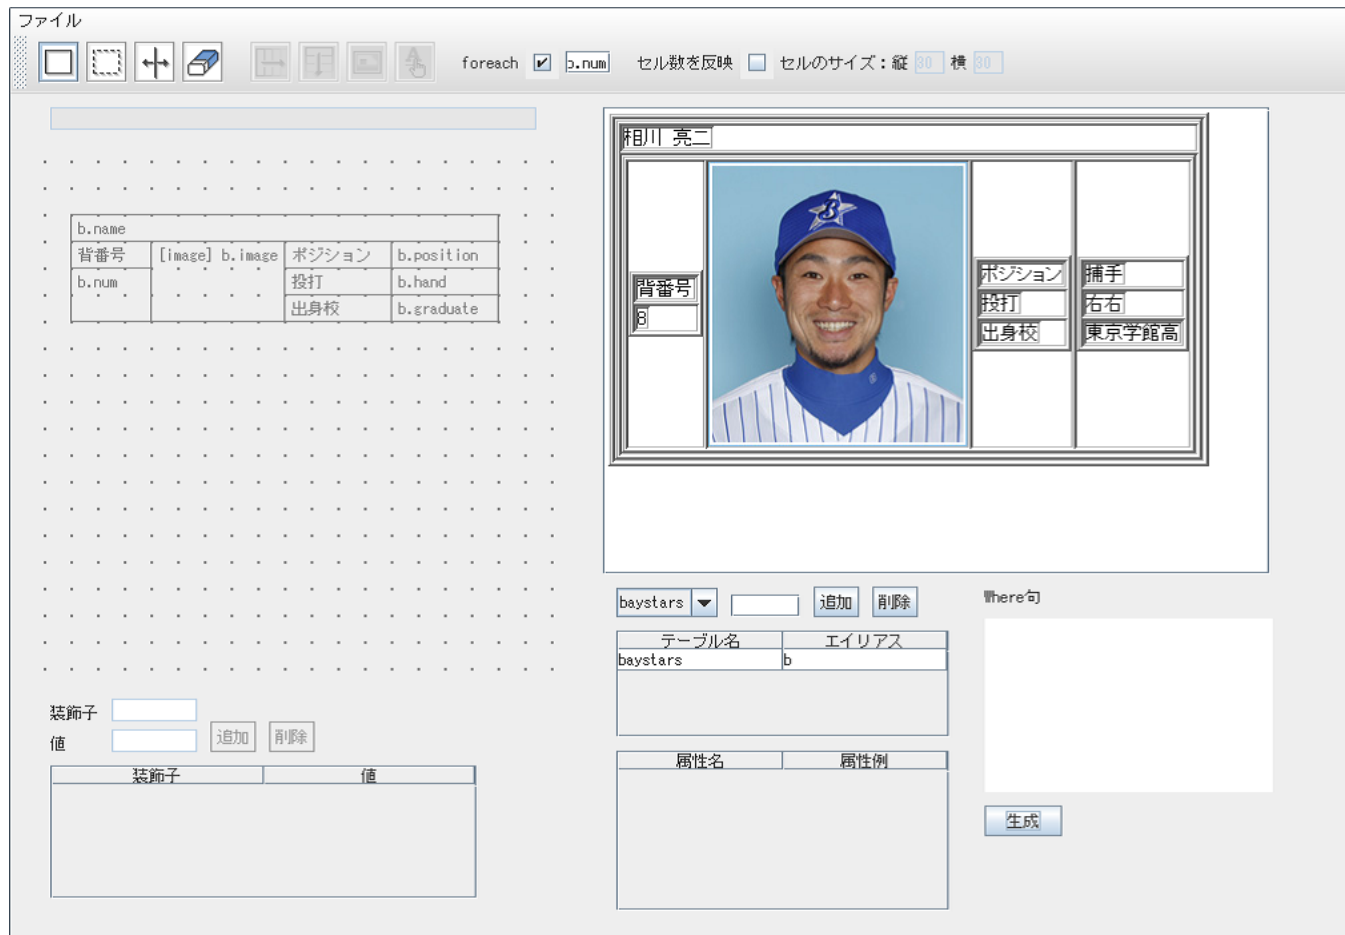 ファイル
foreach b.num セル数を反映 セルのサイズ：縦 30 横 30
b.name
背番号 [image] b.image ポジション b.position
b.num 投打 b.hand
出身校 b.graduate
相川 亮二
背番号
8
B
ポジション 捕手
投打 右右
出身校 東京学館高
baystars 追加 削除
テーブル名 エイリアス
baystars b
属性名 属性例
Where句
生成
装飾子
値 追加 削除
装飾子 値